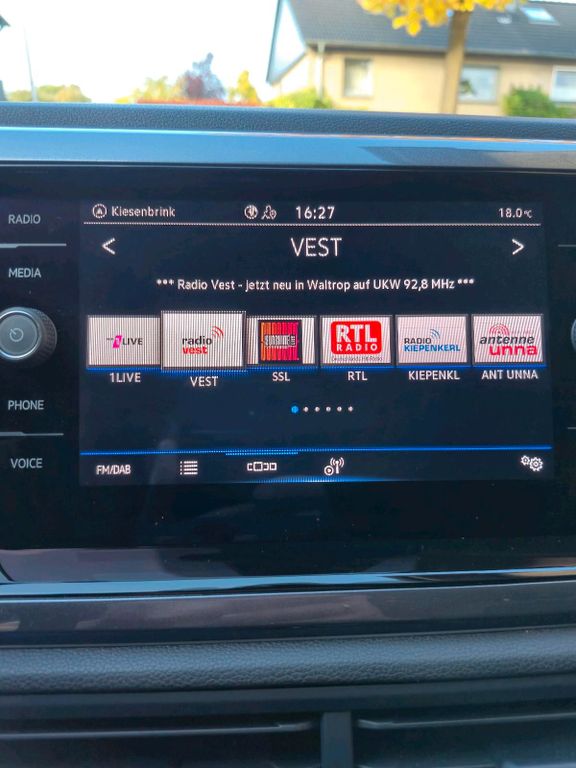 RADIO
MEDIA
PHONE
VOICE
Kiesenbrink 16:27 18.0°C
< VEST >
*** Radio Vest - jetzt neu in Waltrop auf UKW 92,8 MHz ***
1LIVE
radio vest
RTL RADIO
RADIO KIEPENKERL
antenne unna
1LIVE VEST SSL RTL KIEPENKL ANT UNNA
FM/DAB